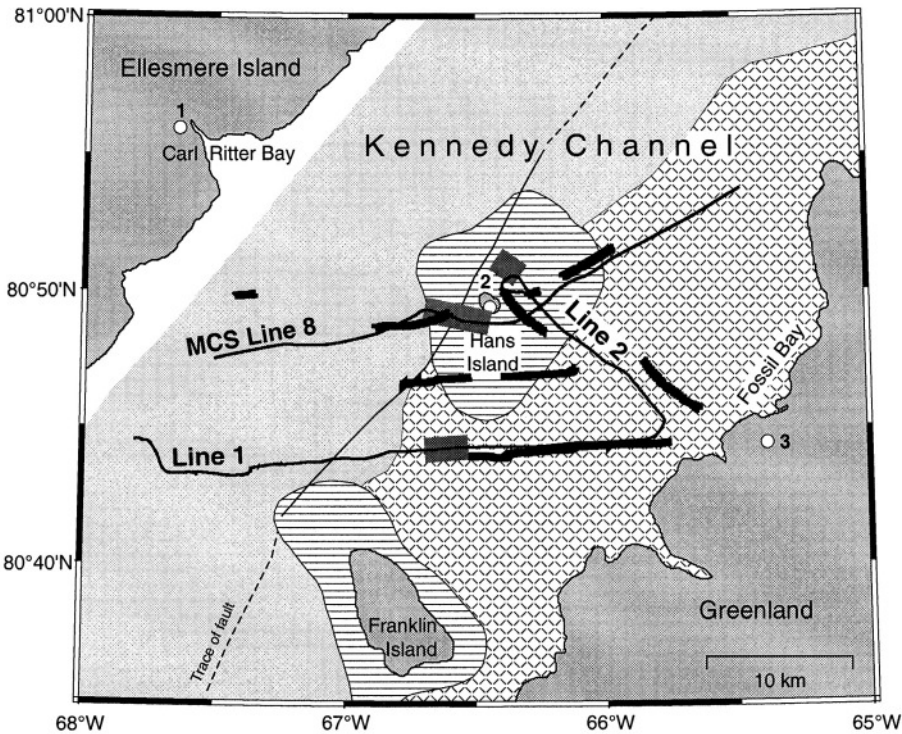 81°00'N
Ellesmere Island
1
Carl Ritter Bay
Kennedy Channel
80°50'N
2
MCS Line 8
Hans
Island
Line 2
Fossil Bay
Line 1
3
80°40'N
Trace of fault
Franklin
Island
Greenland
10 km
68°W
67°W
66°W
65°W